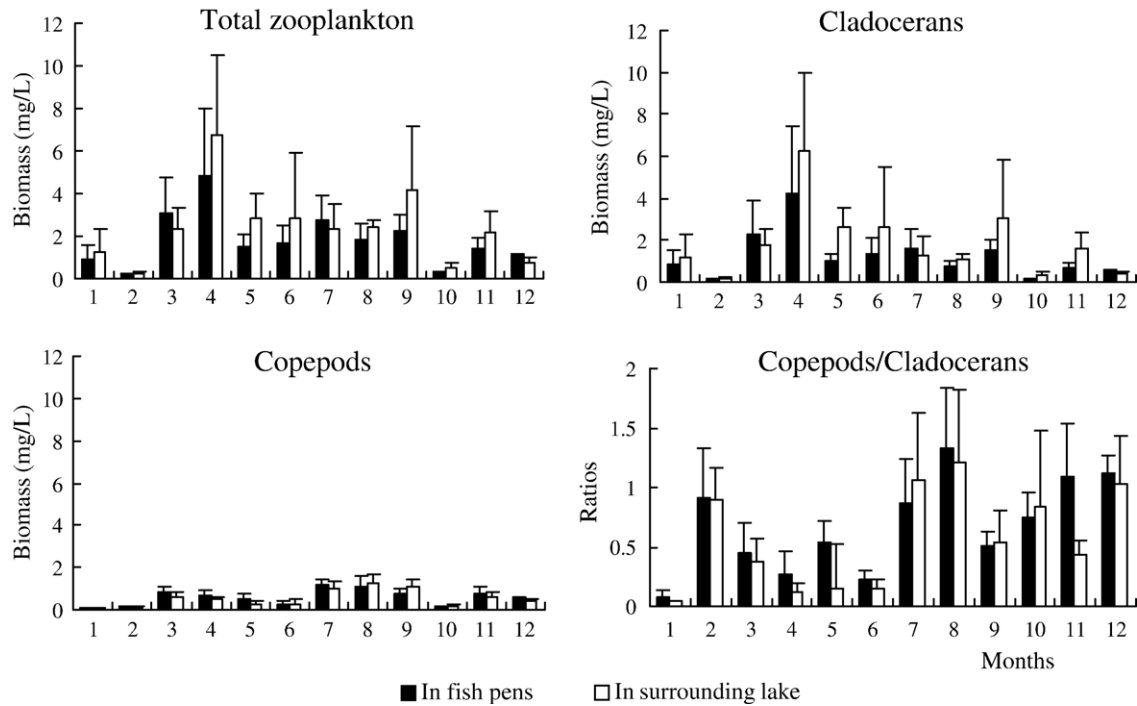 Total zooplankton
Biomass (mg/L)
12
10
8
6
4
2
0
1 2 3 4 5 6 7 8 9 10 11 12
Cladocerans
Biomass (mg/L)
12
10
8
6
4
2
0
1 2 3 4 5 6 7 8 9 10 11 12
Copepods
Biomass (mg/L)
12
10
8
6
4
2
0
1 2 3 4 5 6 7 8 9 10 11 12
Copepods/Cladocerans
Ratios
2
1.5
1
0.5
0
1 2 3 4 5 6 7 8 9 10 11 12
Months
In fish pens
In surrounding lake